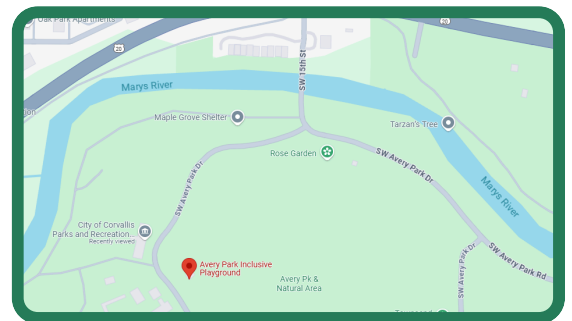 Oak Park Apartments
20
20
SW 15th St
Marys River
Maple Grove Shelter
Tarzan's Tree
Rose Garden
SW Avery Park Dr
SW Avery Park Dr
Marys River
City of Corvallis
Parks and Recreation...
Recently viewed
SW Avery Park Rd
SW Avery Park Dr
Avery Park Inclusive
Playground
Avery Pk &
Natural Area